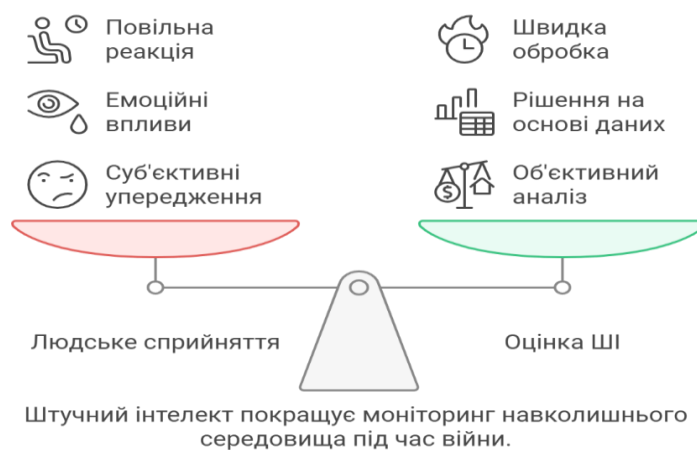 Повільна
реакція
Емоційні
впливи
Суб'єктивні
упередження
Швидка
обробка
Рішення на
основі даних
Об'єктивний
аналіз
Людське сприйняття
Оцінка ШІ
Штучний інтелект покращує моніторинг навколишнього
середовища під час війни.